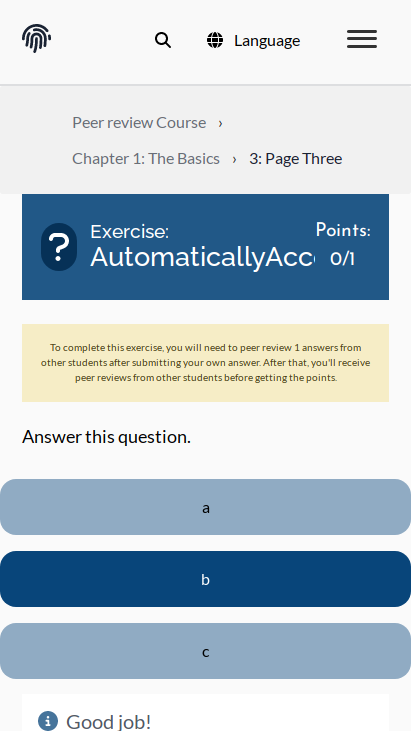 Language
Peer review Course ›
Chapter 1: The Basics › 3: Page Three
Exercise:
AutomaticallyAcc
Points:
0/1
To complete this exercise, you will need to peer review 1 answers from
other students after submitting your own answer. After that, you'll receive
peer reviews from other students before getting the points.
Answer this question.
a
b
c
Good job!